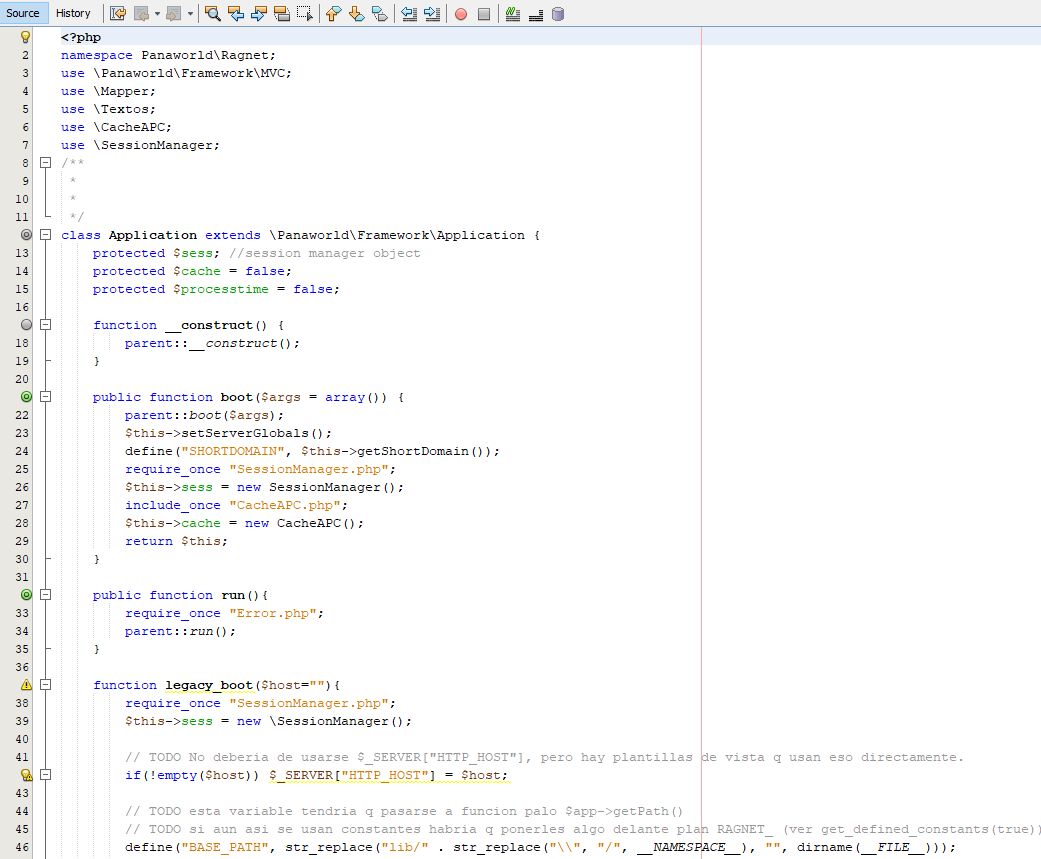 Source History
<?php
2 namespace Panaworld\Ragnet;
3 use \Panaworld\Framework\MVC;
4 use \Mapper;
5 use \Textos;
6 use \CacheAPC;
7 use \SessionManager;
8 /**
9 *
10 *
11 */
class Application extends \Panaworld\Framework\Application {
13 protected $sess; //session manager object
14 protected $cache = false;
15 protected $processtime = false;
16
function __construct() {
18 parent::__construct();
19 }
20
public function boot($args = array()) {
22 parent::boot($args);
23 $this->setServerGlobals();
24 define("SHORTDOMAIN", $this->getShortDomain());
25 require_once "SessionManager.php";
26 $this->sess = new SessionManager();
27 include_once "CacheAPC.php";
28 $this->cache = new CacheAPC();
29 return $this;
30 }
31
public function run(){
33 require_once "Error.php";
34 parent::run();
35 }
36
function legacy_boot($host=""){
38 require_once "SessionManager.php";
39 $this->sess = new \SessionManager();
40
41 // TODO No deberia de usarse $_SERVER["HTTP_HOST"], pero hay plantillas de vista q usan eso directamente.
if(!empty($host)) $_SERVER["HTTP_HOST"] = $host;
43
44 // TODO esta variable tendria q pasarse a funcion palo $app->getPath()
45 // TODO si aun asi se usan constantes habria q ponerles algo delante plan RAGNET_ (ver get_defined_constants(true))
46 define("BASE_PATH", str_replace("lib/" . str_replace("\\", "/", __NAMESPACE__), "", dirname(__FILE__)));